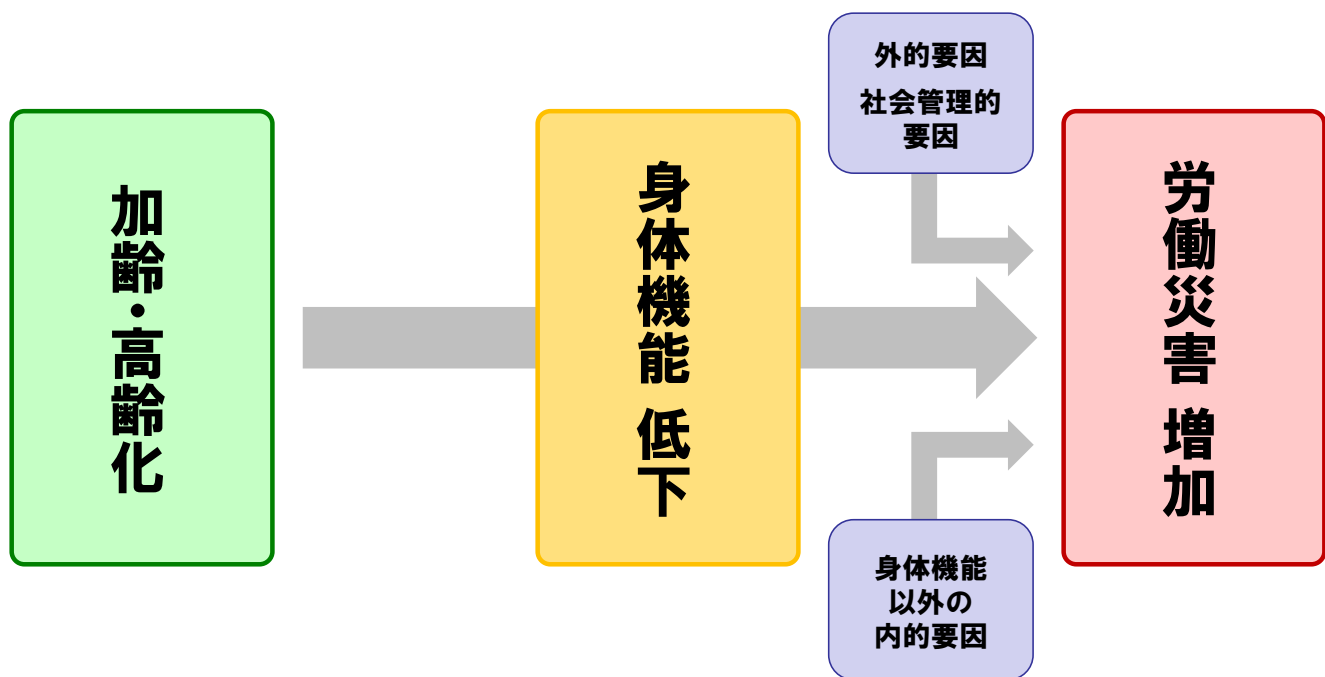 加齢・高齢化
身体機能 低下
外的要因
社会管理的
要因
身体機能
以外の
内的要因
労働災害 増加